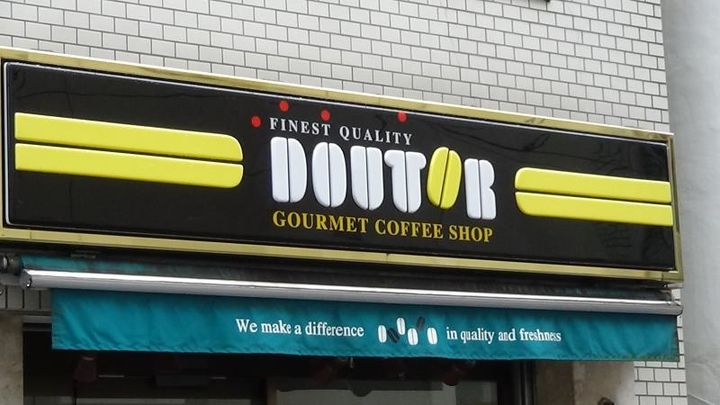 FINEST QUALITY
DOUTOR
GOURMET COFFEE SHOP
We make a difference in quality and freshness